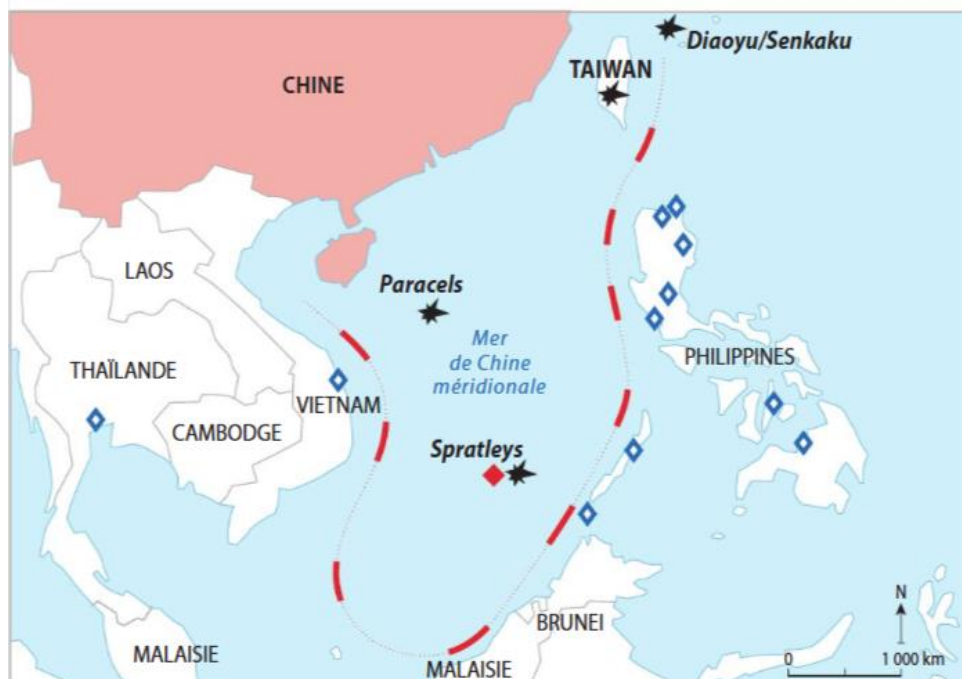 Diaoyu/Senkaku
TAIWAN
CHINE
LAOS
Paracels
Mer
de Chine
méridionale
THAÏLANDE
PHILIPPINES
VIETNAM
CAMBODGE
Spratleys
N
BRUNEI
MALAISIE
MALAISIE
0
1 000 km